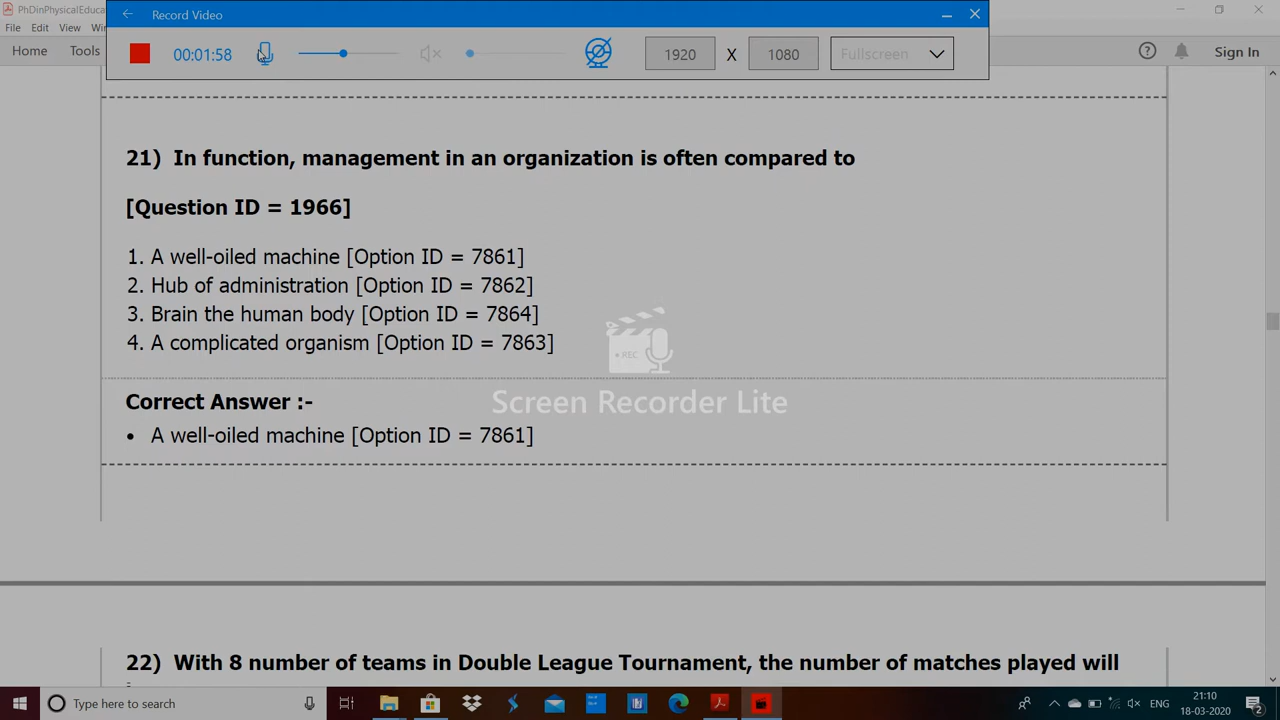 PhDinPhysicalEduca
Record Video
File Edit View Win
00:01:58
1920 X 1080 Fullscreen
Home Tools
Sign In
21) In function, management in an organization is often compared to
[Question ID = 1966]
1. A well-oiled machine [Option ID = 7861]
2. Hub of administration [Option ID = 7862]
3. Brain the human body [Option ID = 7864]
4. A complicated organism [Option ID = 7863]
REC
Screen Recorder Lite
Correct Answer :-
• A well-oiled machine [Option ID = 7861]
22) With 8 number of teams in Double League Tournament, the number of matches played will
Type here to search
ENG
21:10
18-03-2020
2